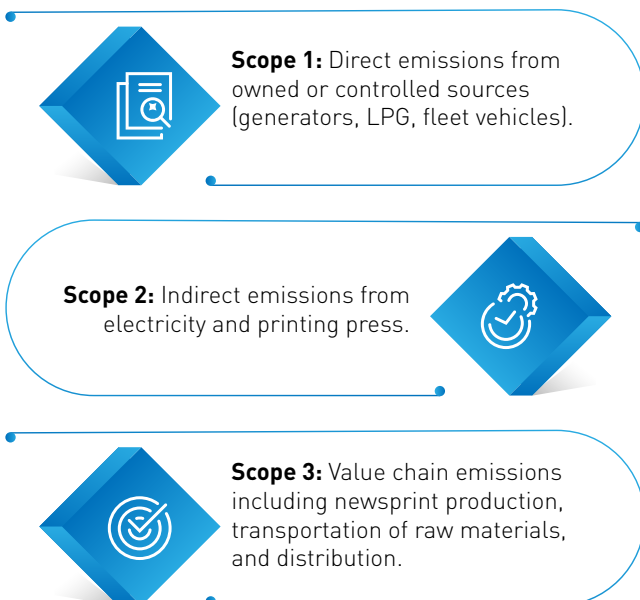 Scope 1: Direct emissions from
owned or controlled sources
(generators, LPG, fleet vehicles).
Scope 2: Indirect emissions from
electricity and printing press.
Scope 3: Value chain emissions
including newsprint production,
transportation of raw materials,
and distribution.